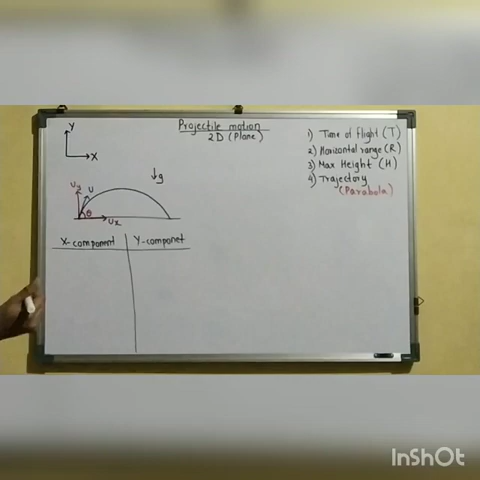 Projectile motion
2D (Plane)
Y
X
1) Time of Flight (T)
2) Horizontal range (R)
3) Max Height (H)
4) Trajectory
(Parabola)
↓g
Uy
U
θ
Ux
X-component
Y-componet
InShOt